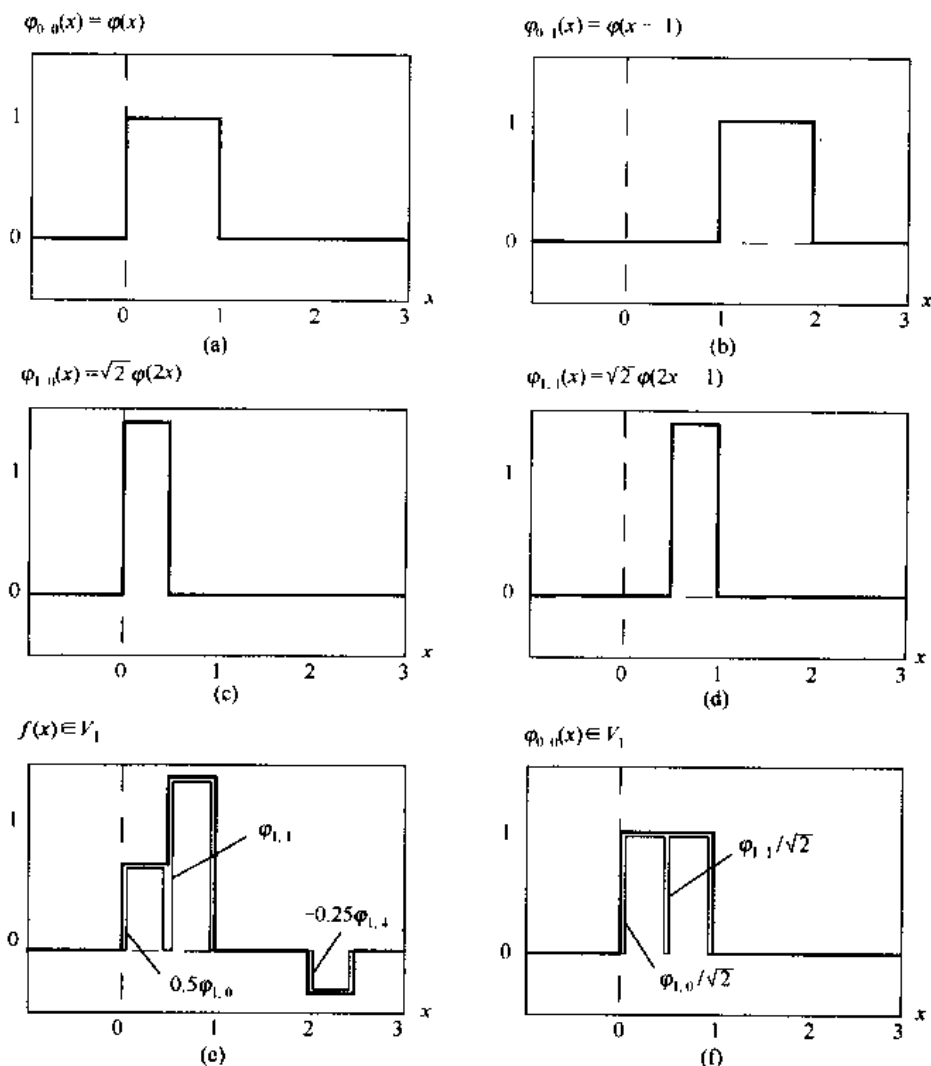 φ₀ ₀(x) = φ(x)
1
0
0 1 2 3 x
(a)
φ₀ ₁(x) = φ(x - 1)
1
0
0 1 2 3 x
(b)
φ₁ ₀(x) = √2 φ(2x)
1
0
0 1 2 3 x
(c)
φ₁, ₁(x) = √2 φ(2x 1)
1
0
0 1 2 3 x
(d)
f(x) ∈ V₁
1
0
φ₁, ₁
-0.25φ₁, ₄
0.5φ₁, ₀
0 1 2 3 x
(e)
φ₀ ₀(x) ∈ V₁
1
0
φ₁ ₁/√2
φ₁, ₀/√2
0 1 2 3 x
(f)